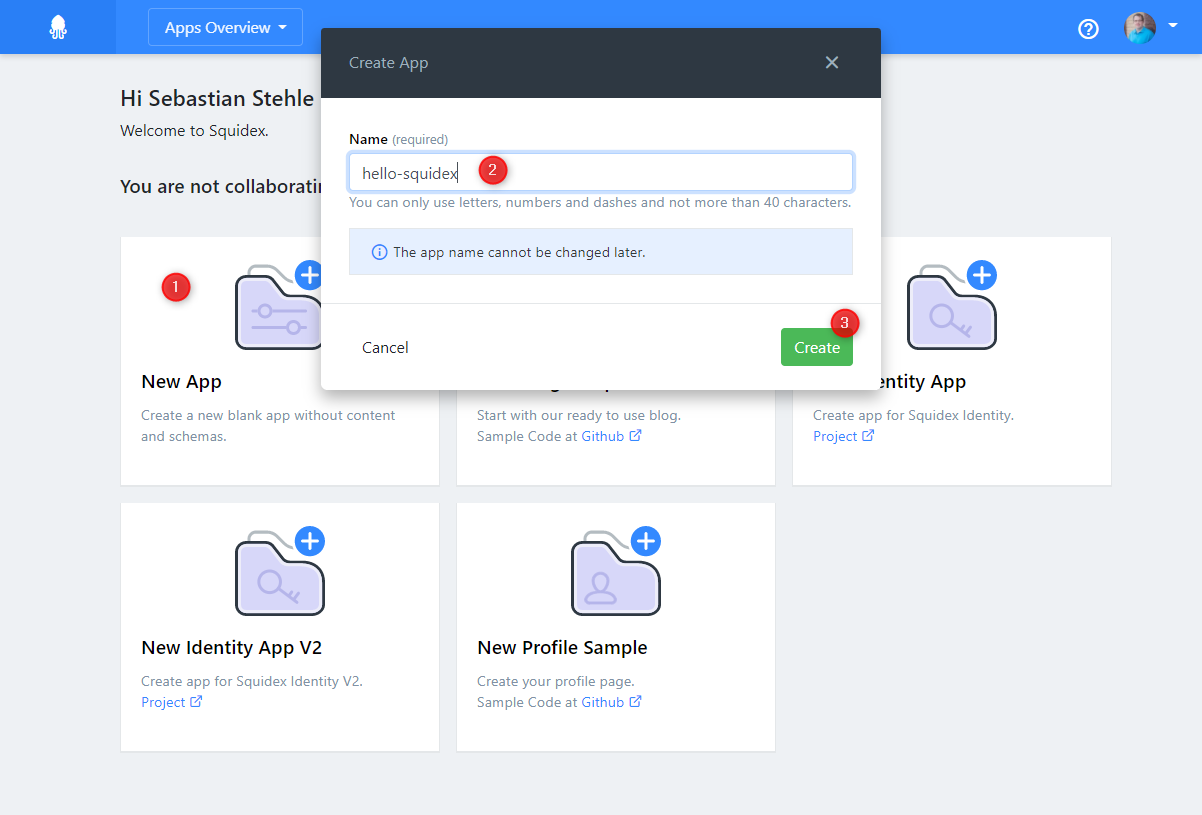 Apps Overview
Create App
Hi Sebastian Stehle
Welcome to Squidex.
Name (required)
hello-squidex
2
You are not
You can only use letters, numbers and dashes and not more than 40 characters.
The app name cannot be changed later.
1
3
Cancel
Create
New App
App
Create a new blank app without content
and schemas.
Start with our ready to use blog.
Sample Code at Github
Create app for Squidex Identity.
Project
New Identity App V2
Create app for Squidex Identity V2.
Project
New Profile Sample
Create your profile page.
Sample Code at Github